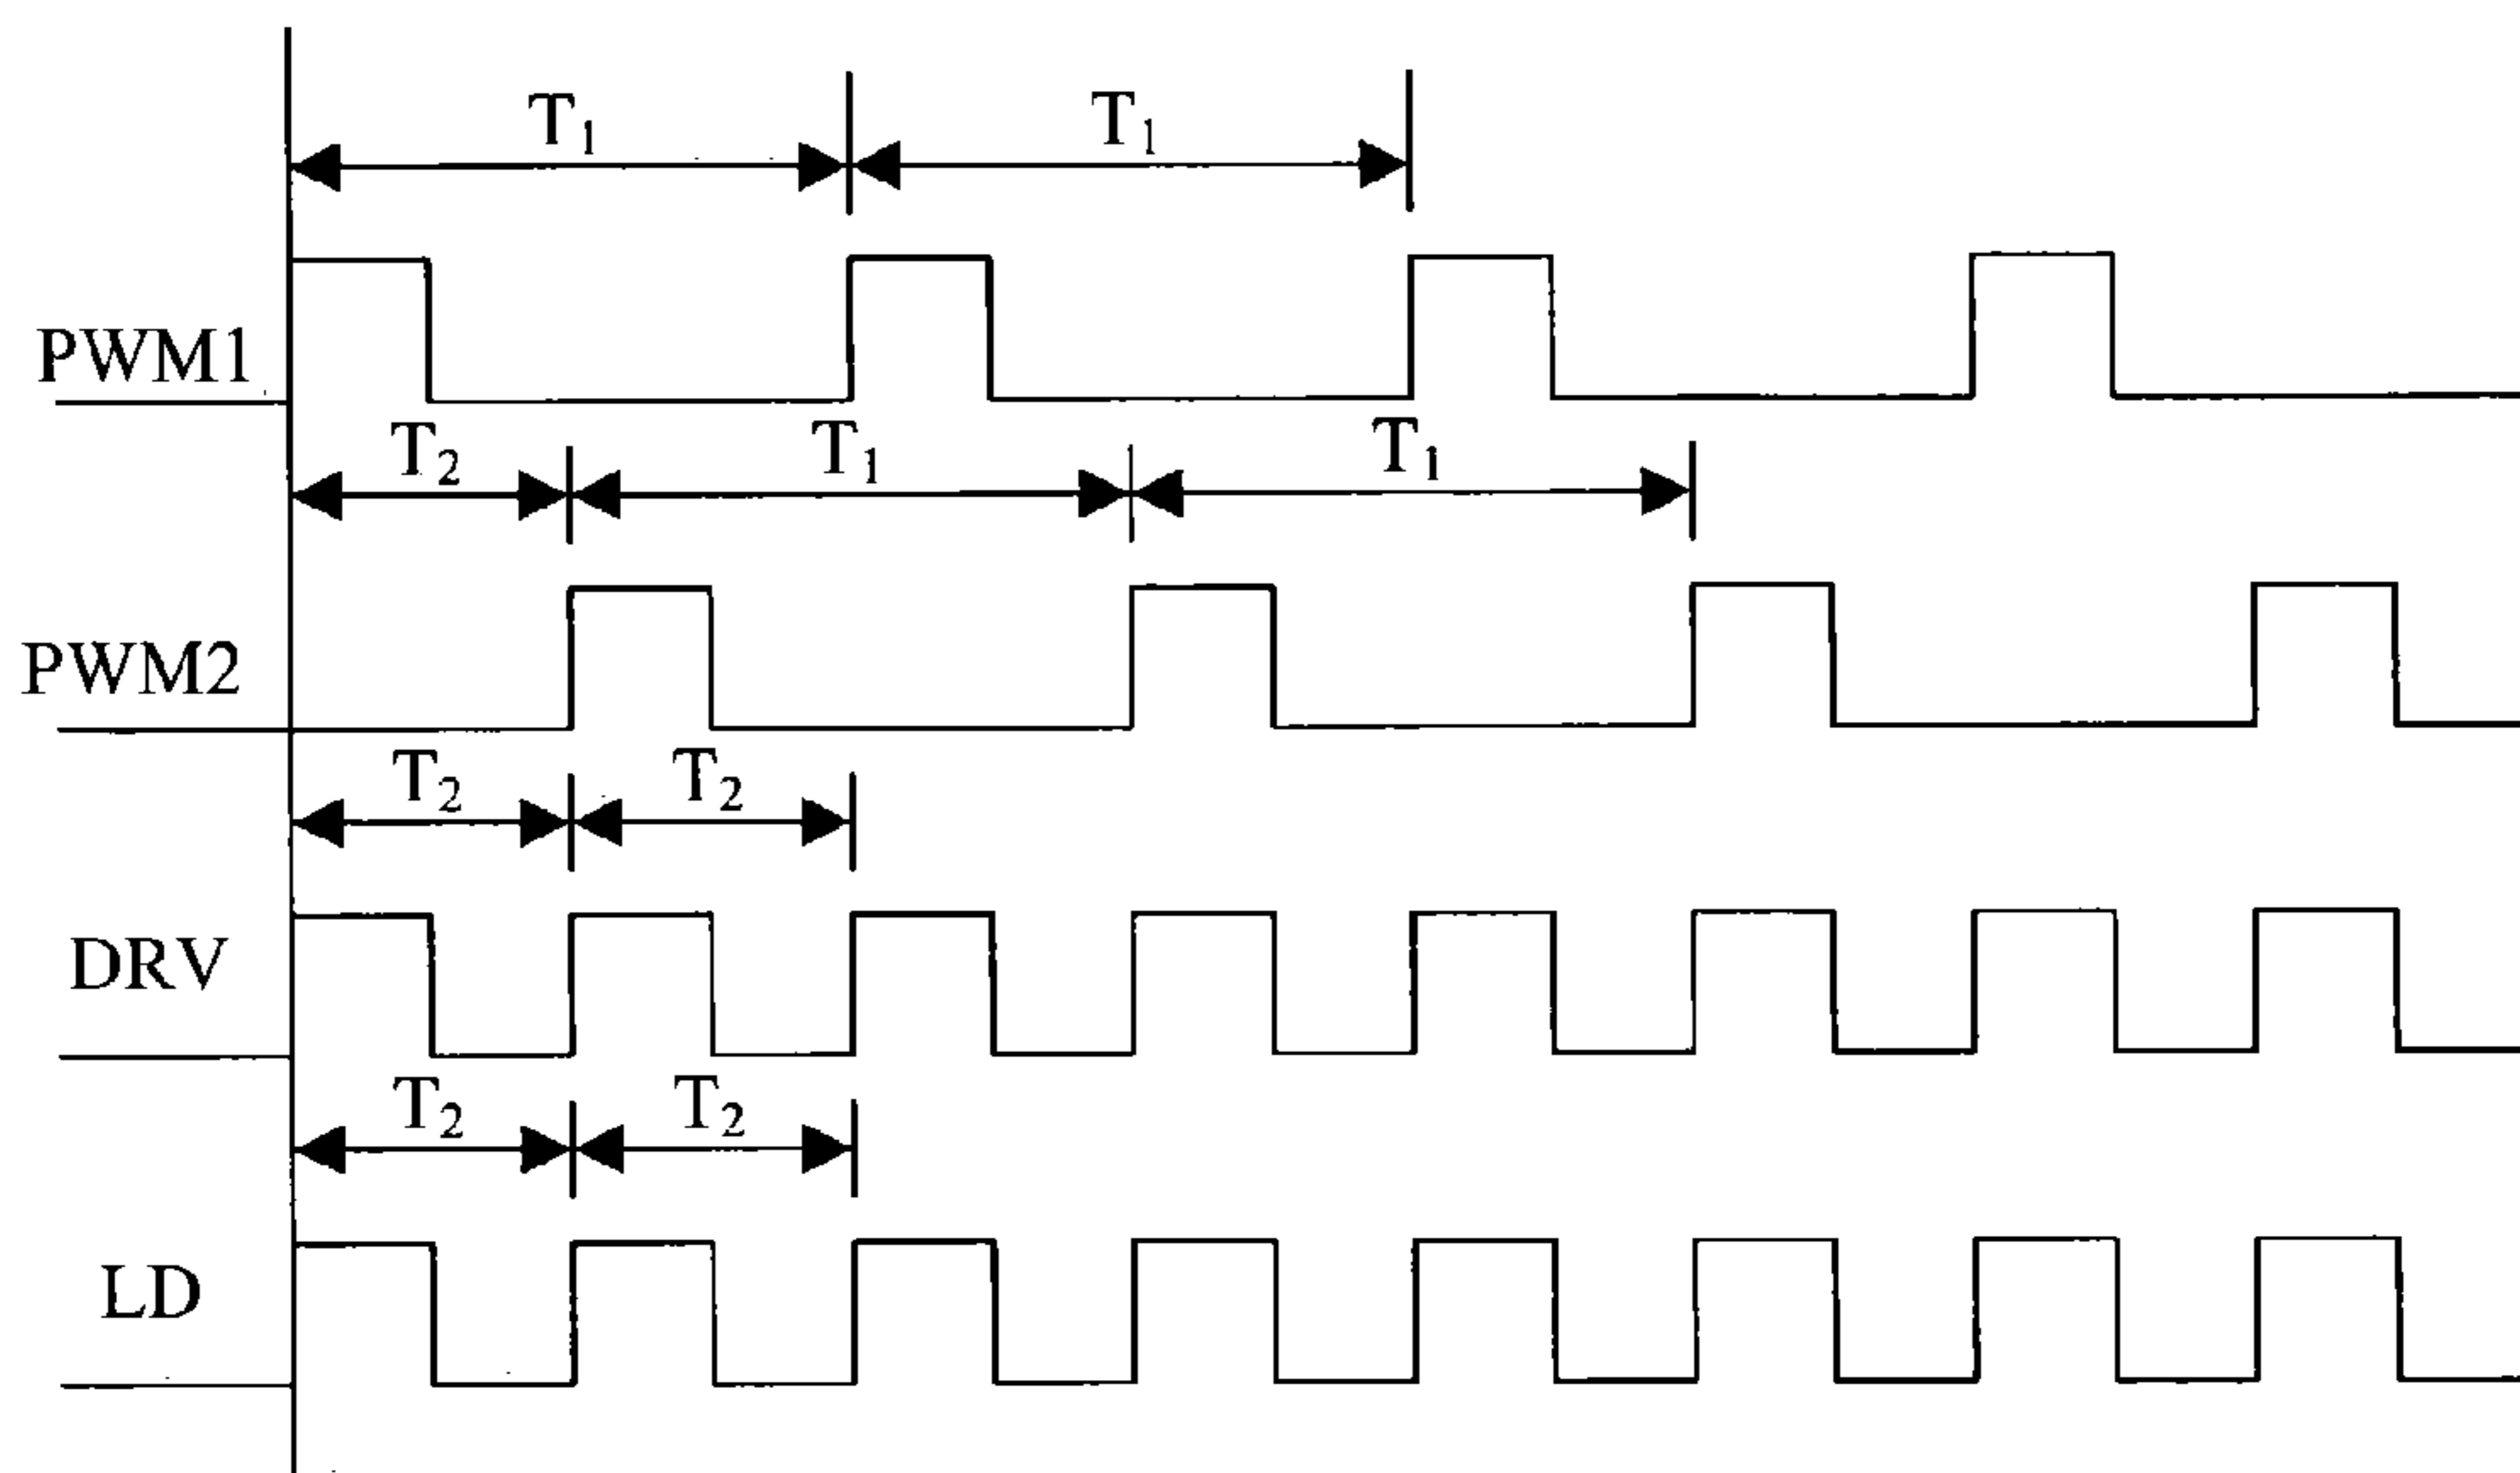 T₁ T₁
PWM1
T₂ T₁ T₁
PWM2
T₂ T₂
DRV
T₂ T₂
LD